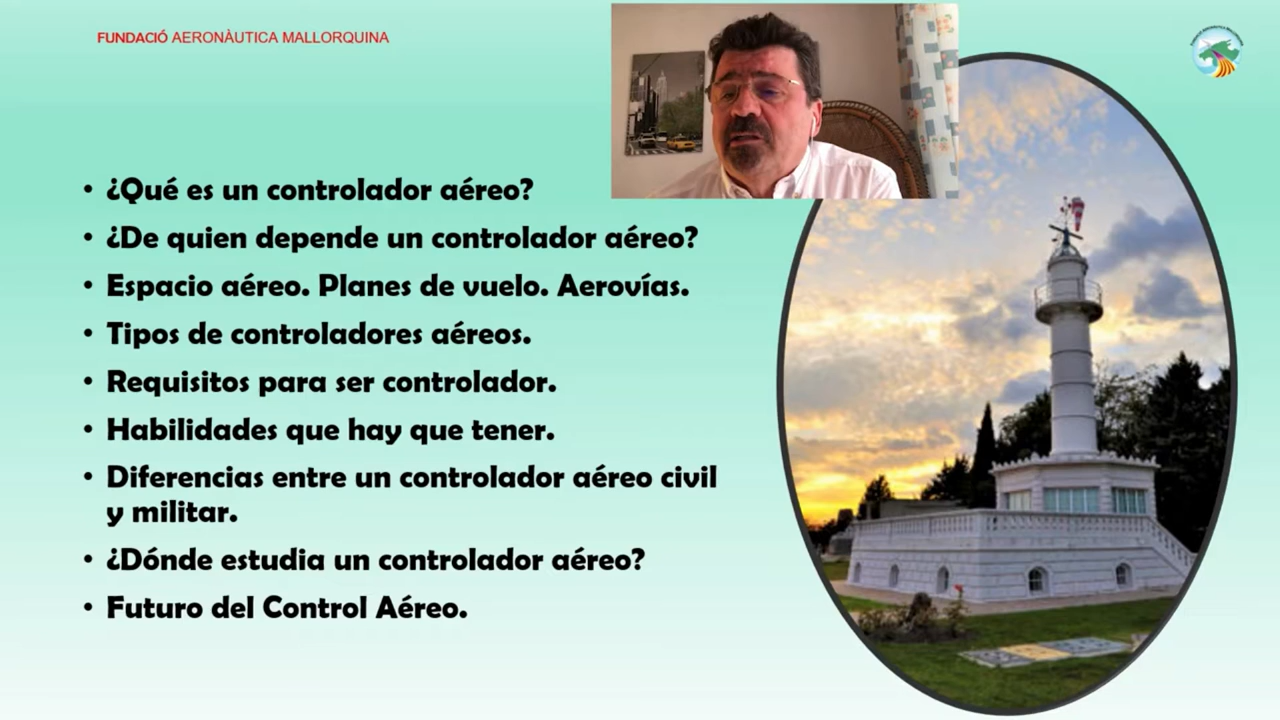 FUNDACIÓ AERONÀUTICA MALLORQUINA
• ¿Qué es un controlador aéreo?
• ¿De quien depende un controlador aéreo?
• Espacio aéreo. Planes de vuelo. Aerovías.
• Tipos de controladores aéreos.
• Requisitos para ser controlador.
• Habilidades que hay que tener.
• Diferencias entre un controlador aéreo civil
y militar.
• ¿Dónde estudia un controlador aéreo?
• Futuro del Control Aéreo.